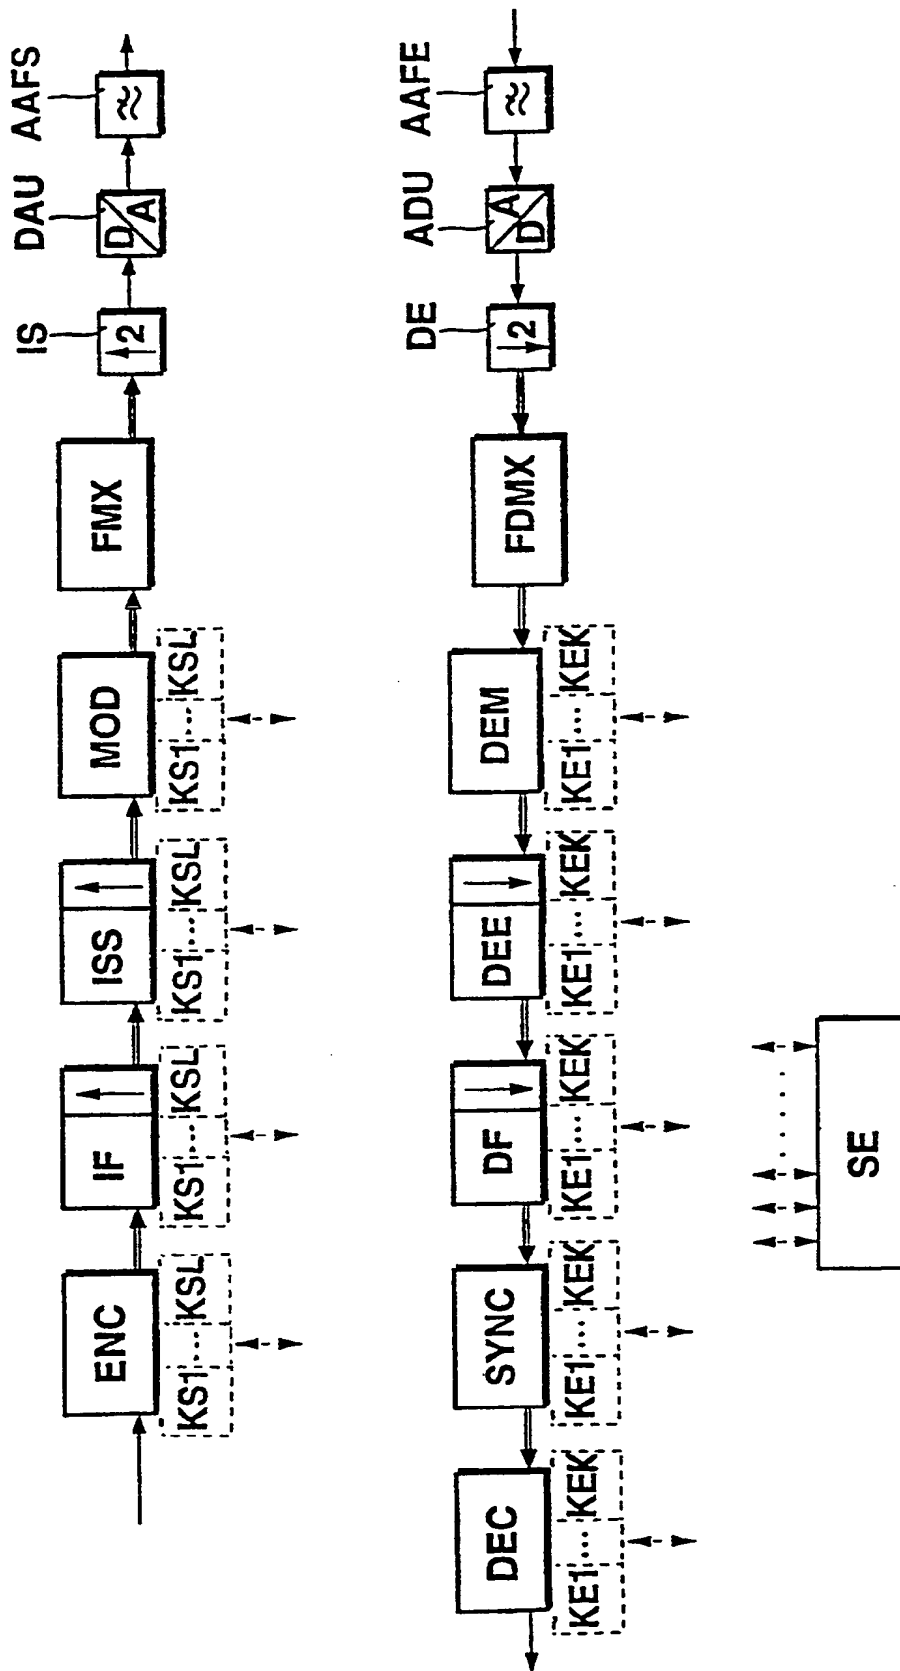 ENC
KS1 ... KSL
IF
KS1 ... KSL
ISS
KS1 ... KSL
MOD
KS1 ... KSL
FMX
IS
2
DAU
D
A
AAFS
DEC
KE1 ... KEK
SYNC
KE1 ... KEK
DF
KE1 ... KEK
DEE
KE1 ... KEK
DEM
KE1 ... KEK
FDMX
DE
2
ADU
A
D
AAFE
SE